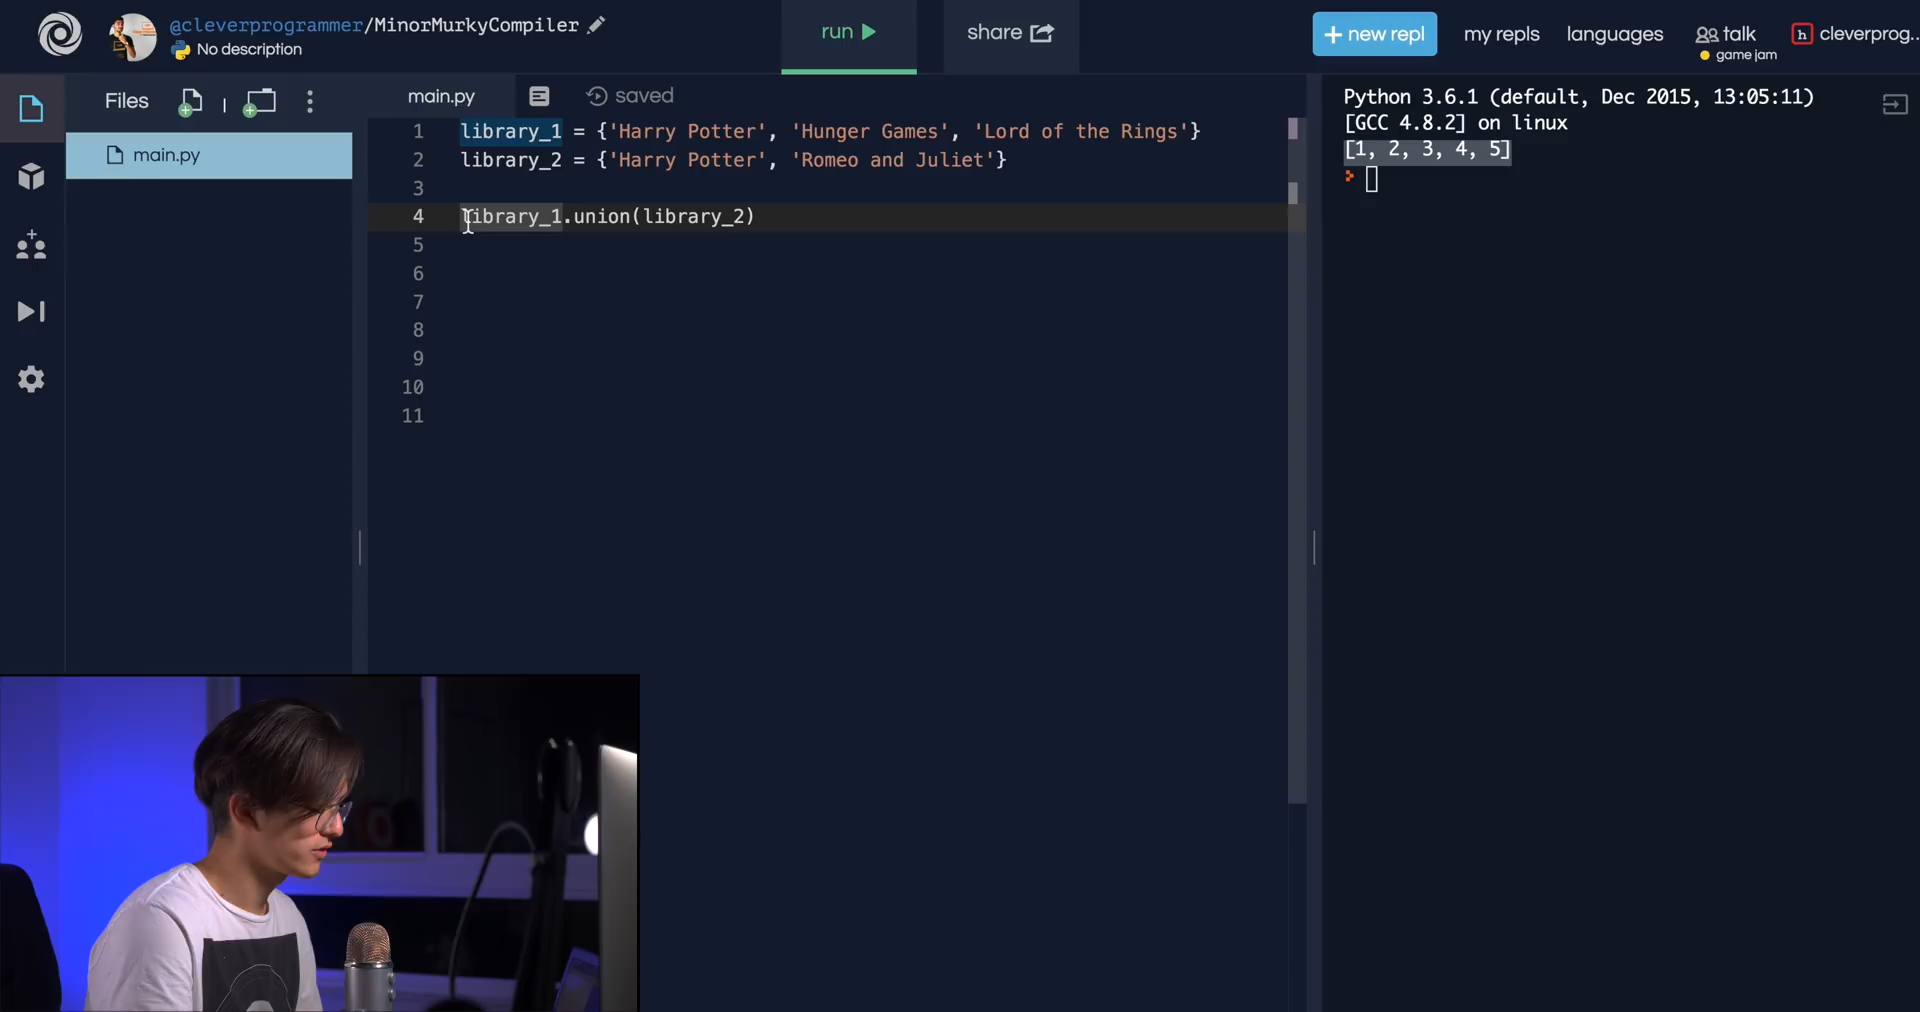 @cleverprogrammer/MinorMurkyCompiler
No description
run
share
+ new repl
my repls
languages
talk
game jam
cleverprog...
Files
main.py
main.py
saved
1 library_1 = {'Harry Potter', 'Hunger Games', 'Lord of the Rings'}
2 library_2 = {'Harry Potter', 'Romeo and Juliet'}
3
4 library_1.union(library_2)
5
6
7
8
9
10
11
Python 3.6.1 (default, Dec 2015, 13:05:11)
[GCC 4.8.2] on linux
[1, 2, 3, 4, 5]